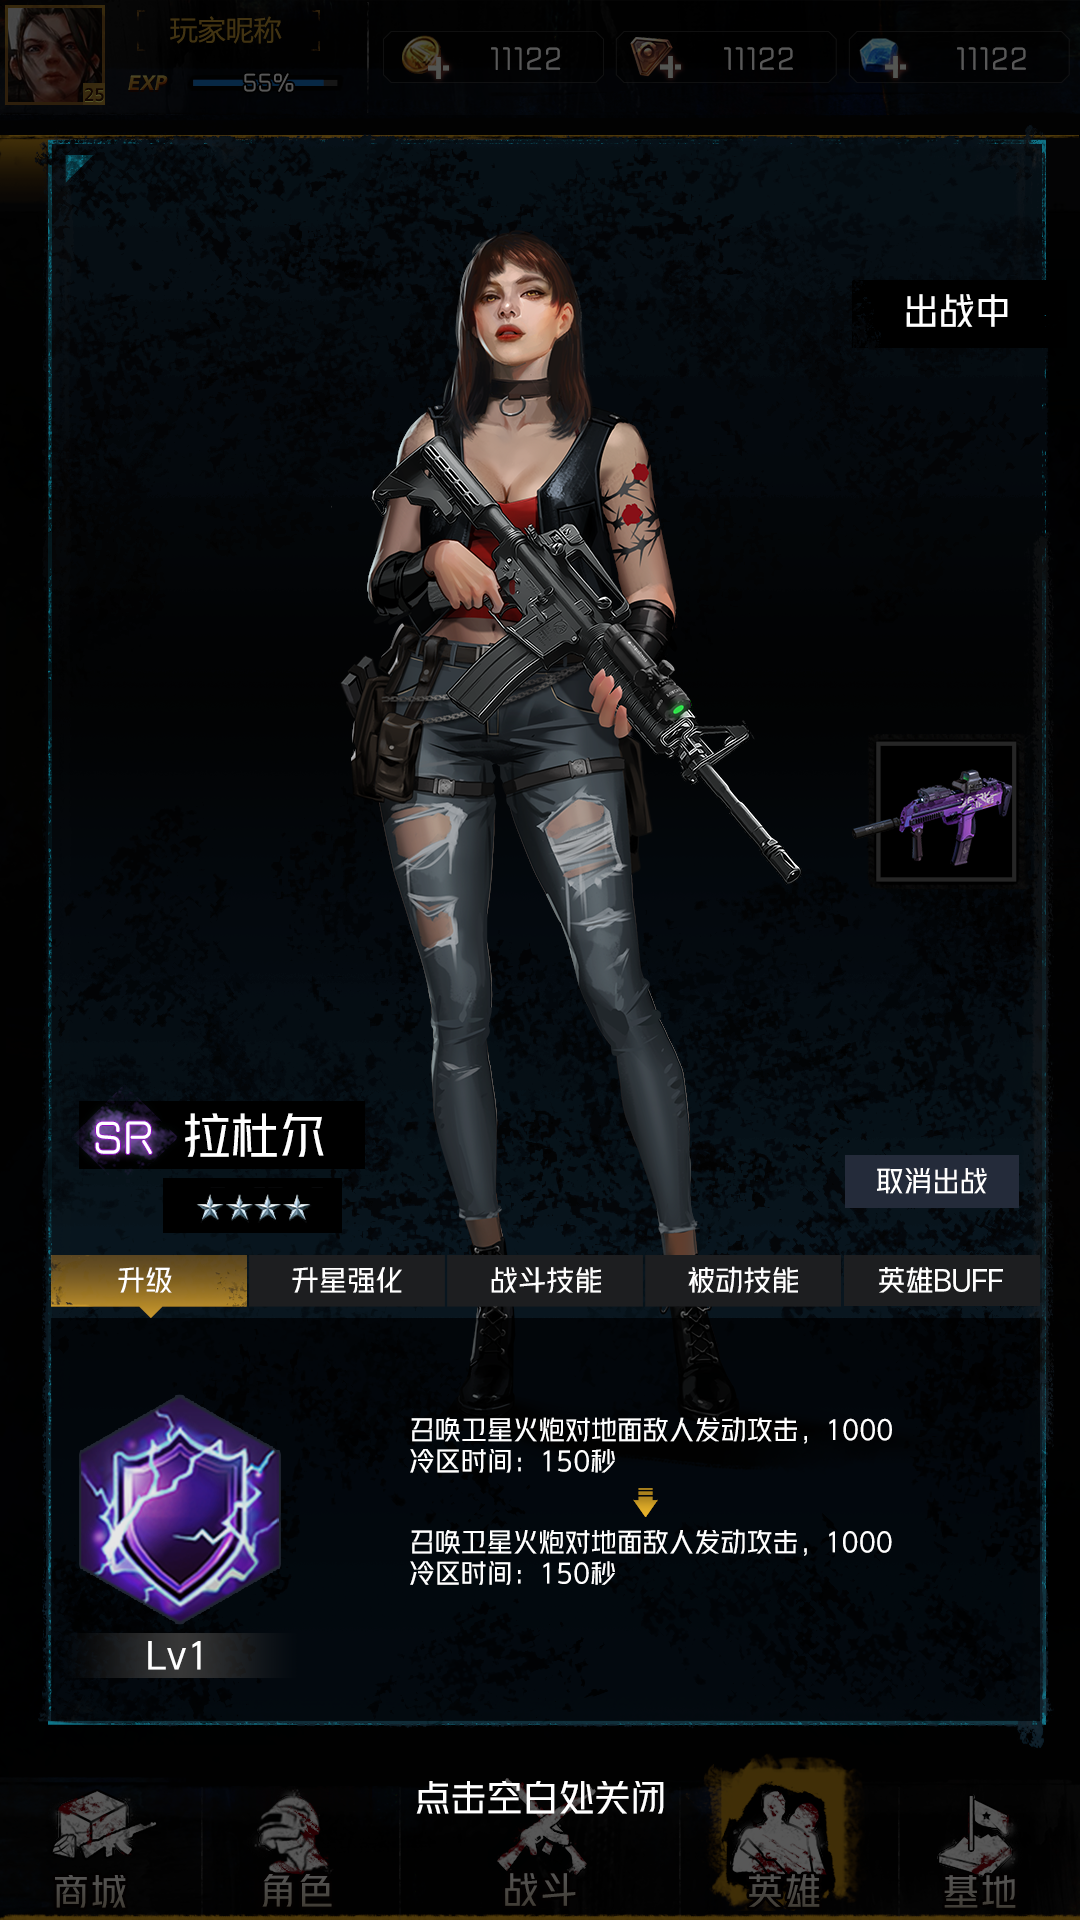 玩家昵称
EXP 55%
25
11122
11122
11122
出战中
SR 拉杜尔
取消出战
升级 升星强化 战斗技能 被动技能 英雄BUFF
召唤卫星火炮对地面敌人发动攻击，1000
冷区时间：150秒
召唤卫星火炮对地面敌人发动攻击，1000
冷区时间：150秒
Lv1
点击空白处关闭
商城 角色 战斗 英雄 基地